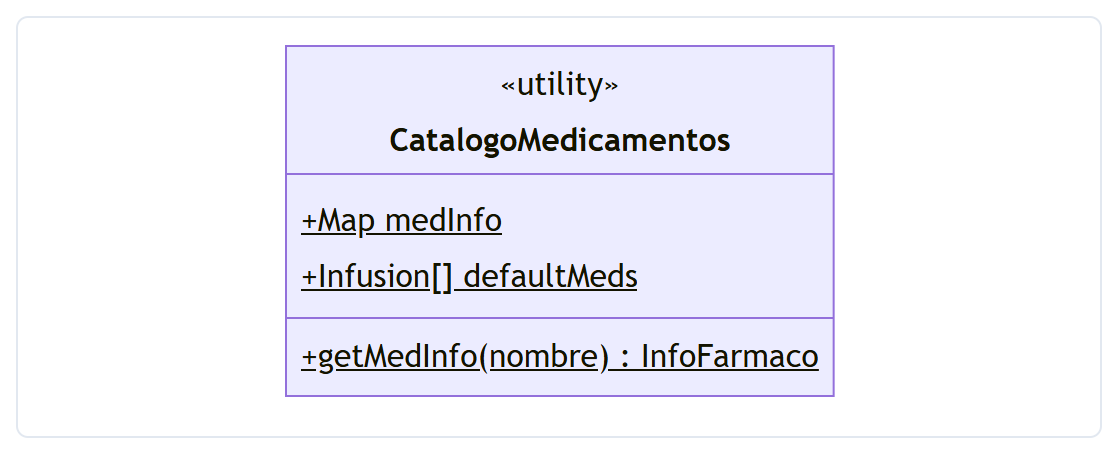 «utility»
CatalogoMedicamentos
+Map medInfo
+Infusion[] defaultMeds
+getMedInfo(nombre) : InfoFarmaco